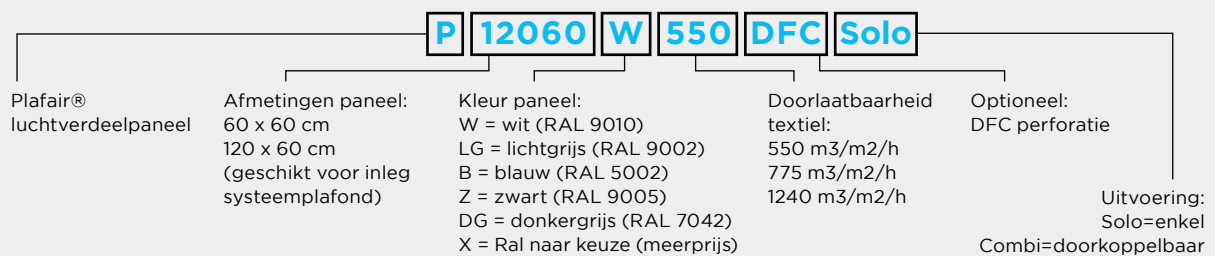 P 12060 W 550 DFC Solo
Plafair®
luchtverdeelpaneel
Afmetingen paneel:
60 x 60 cm
120 x 60 cm
(geschikt voor inleg
systeemplafond)
Kleur paneel:
W = wit (RAL 9010)
LG = lichtgrijs (RAL 9002)
B = blauw (RAL 5002)
Z = zwart (RAL 9005)
DG = donkergrijs (RAL 7042)
X = Ral naar keuze (meerprijs)
Doorlaatbaarheid
textiel:
550 m3/m2/h
775 m3/m2/h
1240 m3/m2/h
Optioneel:
DFC perforatie
Uitvoering:
Solo=enkel
Combi=doorkoppelbaar